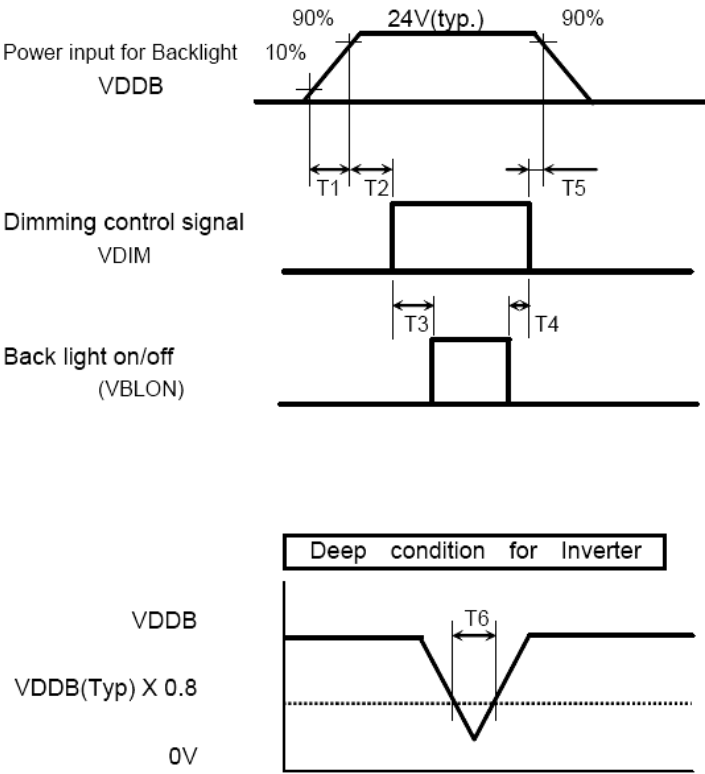 90% 24V(typ.) 90%
Power input for Backlight 10%
VDDB
T1 T2 T5
Dimming control signal
VDIM
T3 T4
Back light on/off
(VBLON)
Deep condition for Inverter
VDDB T6
VDDB(Typ) X 0.8
0V